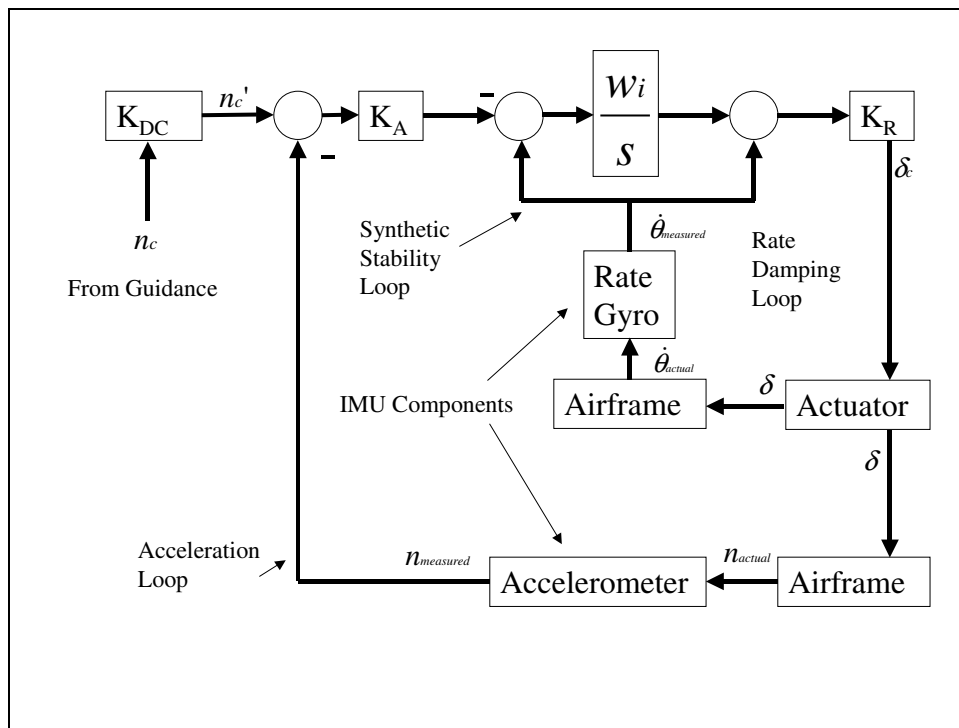 n_c'
K_DC
K_A
w_i
s
K_R
δ_c
n_c
From Guidance
Synthetic
Stability
Loop
θ̇_measured
Rate
Damping
Loop
Rate
Gyro
θ̇_actual
IMU Components
Airframe
δ
Actuator
δ
Acceleration
Loop
n_measured
Accelerometer
n_actual
Airframe